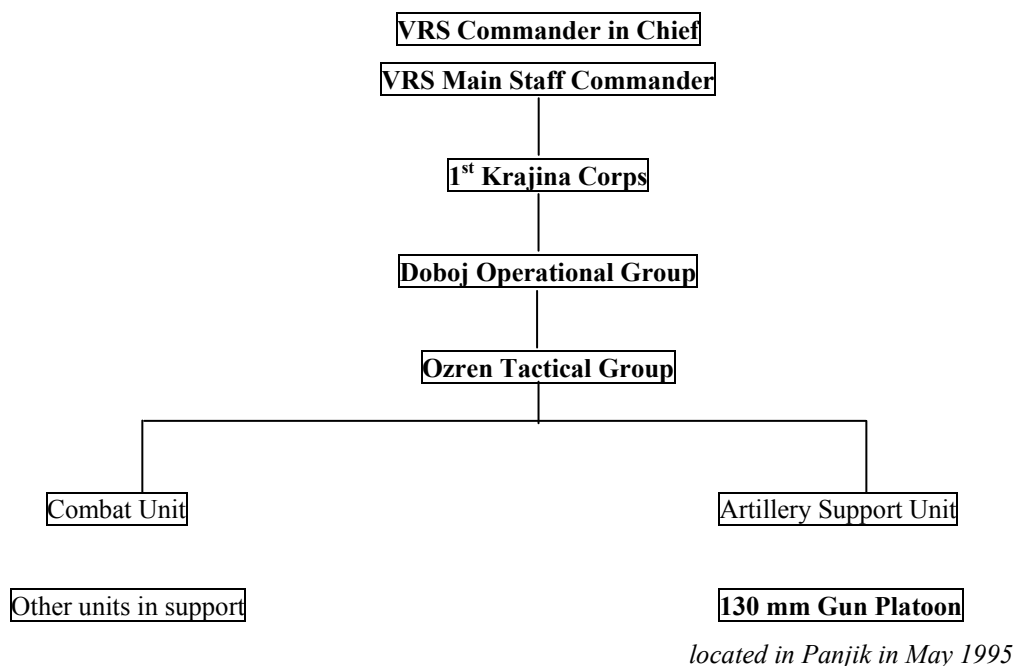 VRS Commander in Chief
VRS Main Staff Commander
1st Krajina Corps
Doboj Operational Group
Ozren Tactical Group
Combat Unit
Artillery Support Unit
Other units in support
130 mm Gun Platoon
located in Panjik in May 1995